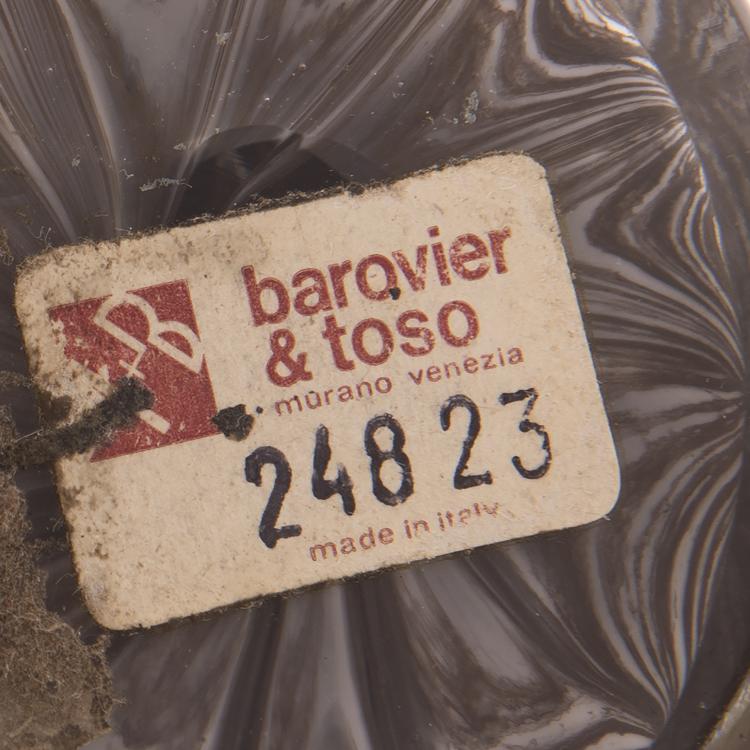 barovier
& toso
murano venezia
24823
made in italy